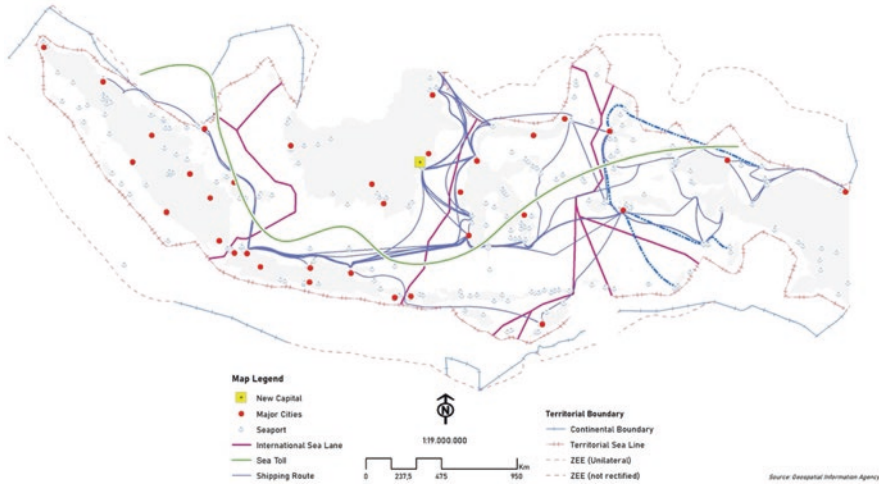 Map Legend
New Capital
Major Cities
Seaport
International Sea Lane
Sea Toll
Shipping Route
N
1:19.000.000
Km
0 237,5 475 950
Territorial Boundary
Continental Boundary
Territorial Sea Line
ZEE (Unilateral)
ZEE (not rectified)
Source: Geospatial Information Agency